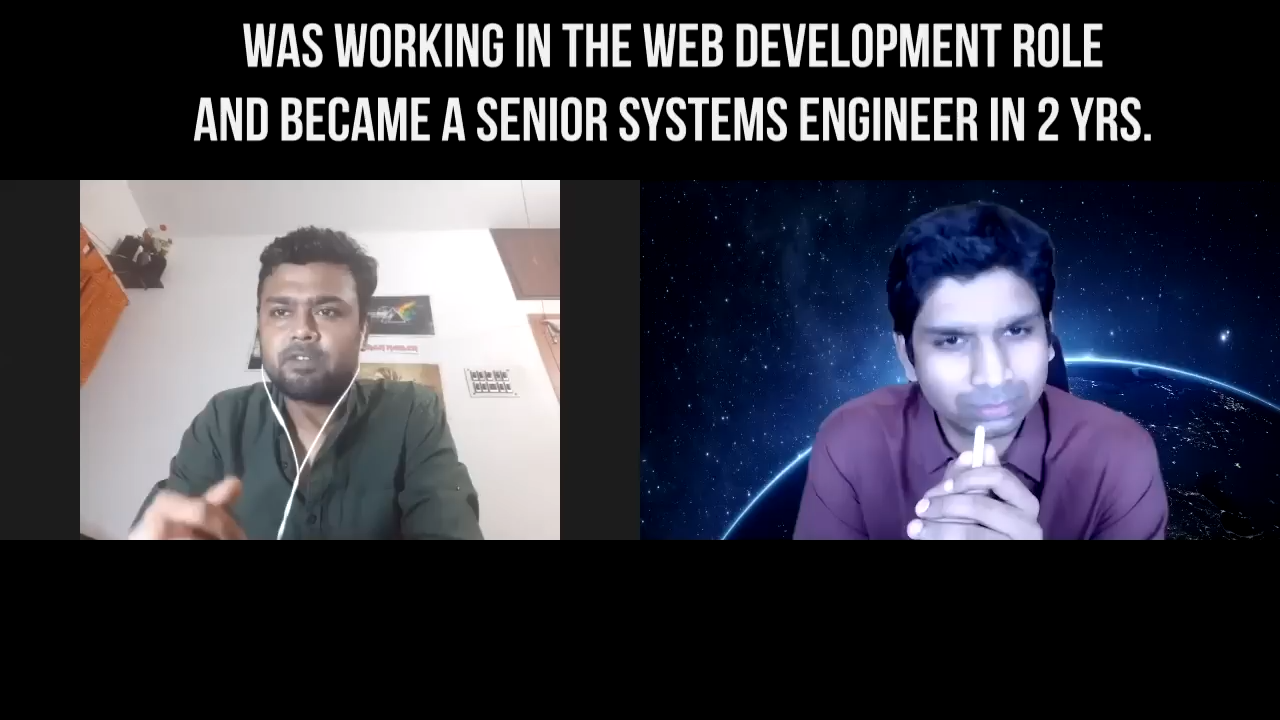 WAS WORKING IN THE WEB DEVELOPMENT ROLE
AND BECAME A SENIOR SYSTEMS ENGINEER IN 2 YRS.